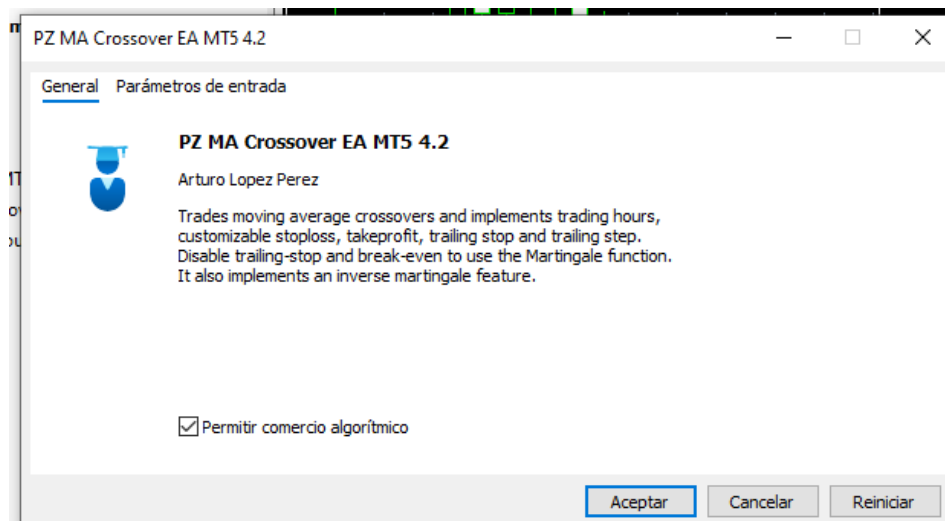 PZ MA Crossover EA MT5 4.2
General Parámetros de entrada
PZ MA Crossover EA MT5 4.2
Arturo Lopez Perez
Trades moving average crossovers and implements trading hours,
customizable stoploss, takeprofit, trailing stop and trailing step.
Disable trailing-stop and break-even to use the Martingale function.
It also implements an inverse martingale feature.
Permitir comercio algorítmico
Aceptar Cancelar Reiniciar